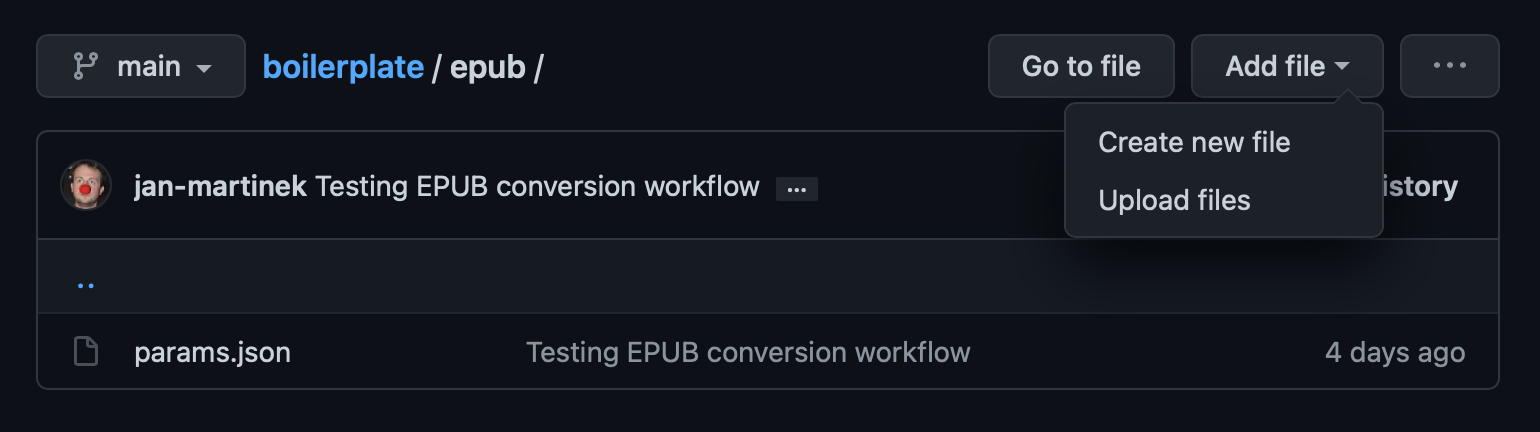 main boilerplate / epub / Go to file Add file ...
Create new file
jan-martinek Testing EPUB conversion workflow ... istory
Upload files
..
params.json Testing EPUB conversion workflow 4 days ago